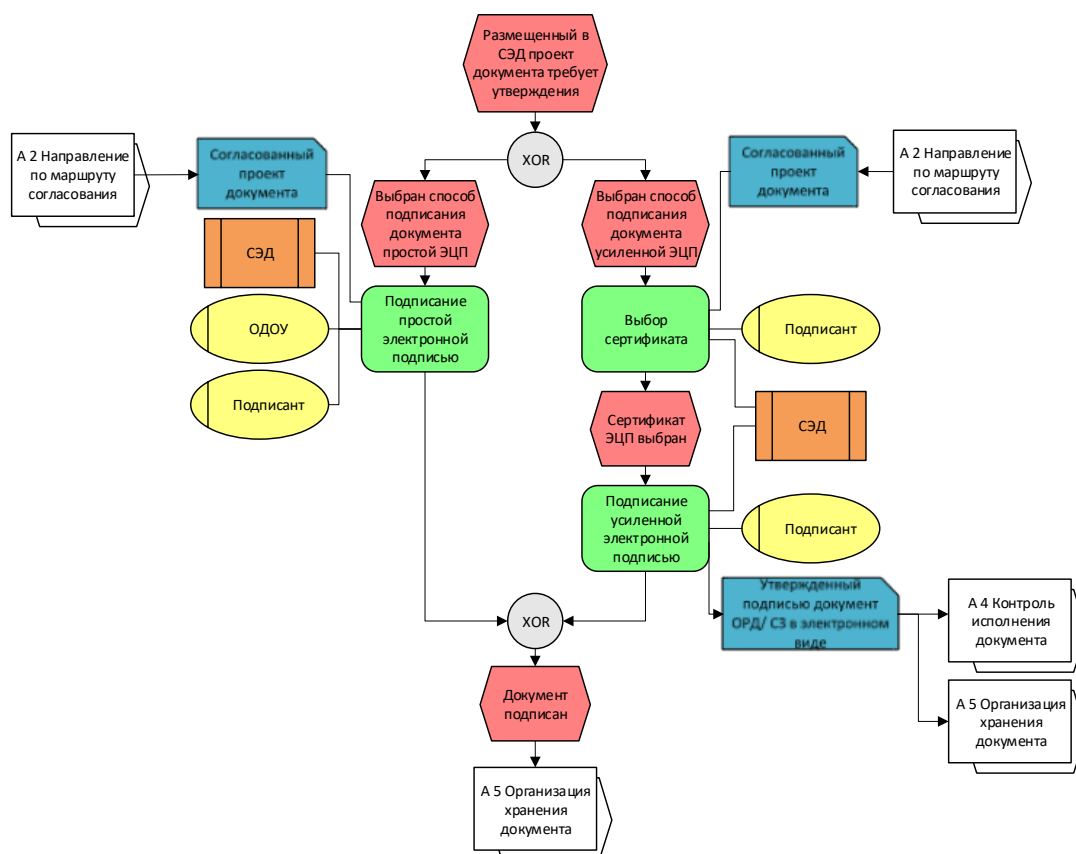 Размещенный в
СЭД проект
документа требует
утверждения
XOR
А 2 Направление
по маршруту
согласования
Согласованный
проект
документа
Согласованный
проект
документа
А 2 Направление
по маршруту
согласования
Выбран способ
подписания
документа
простой ЭЦП
Выбран способ
подписания
документа
усиленной ЭЦП
СЭД
ОДОУ
Подписант
Подписание
простой
электронной
подписью
Выбор
сертификата
Подписант
Сертификат
ЭЦП выбран
СЭД
Подписание
усиленной
электронной
подписью
Подписант
Утвержденный
подписью документ
ОРД/ СЗ в электронном
виде
А 4 Контроль
исполнения
документа
А 5 Организация
хранения
документа
XOR
Документ
подписан
А 5 Организация
хранения
документа